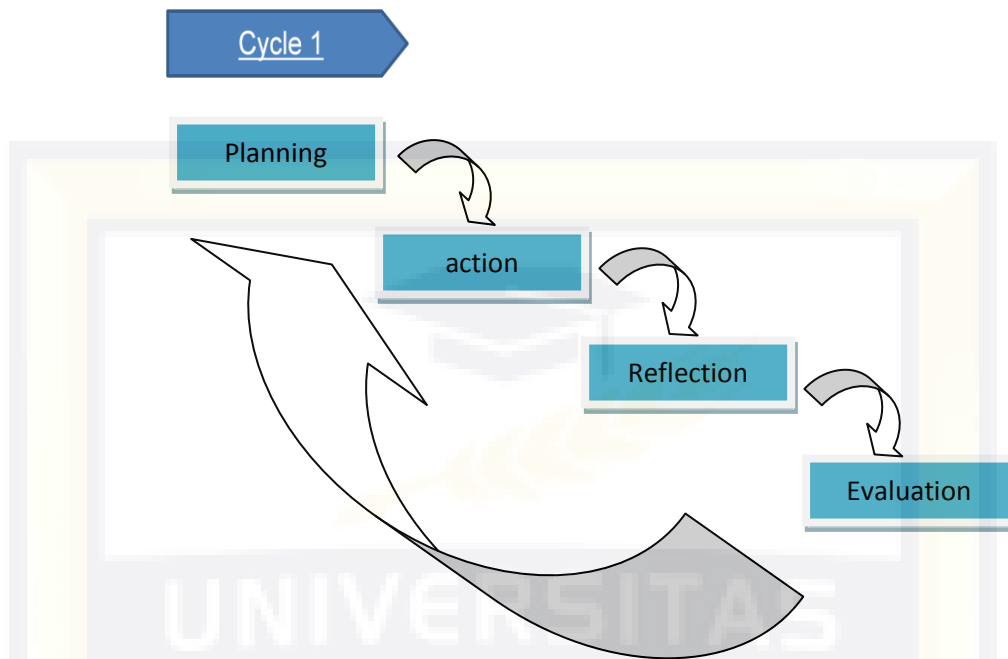 Cycle 1
Planning
action
Reflection
Evaluation
UNIVERSITAS